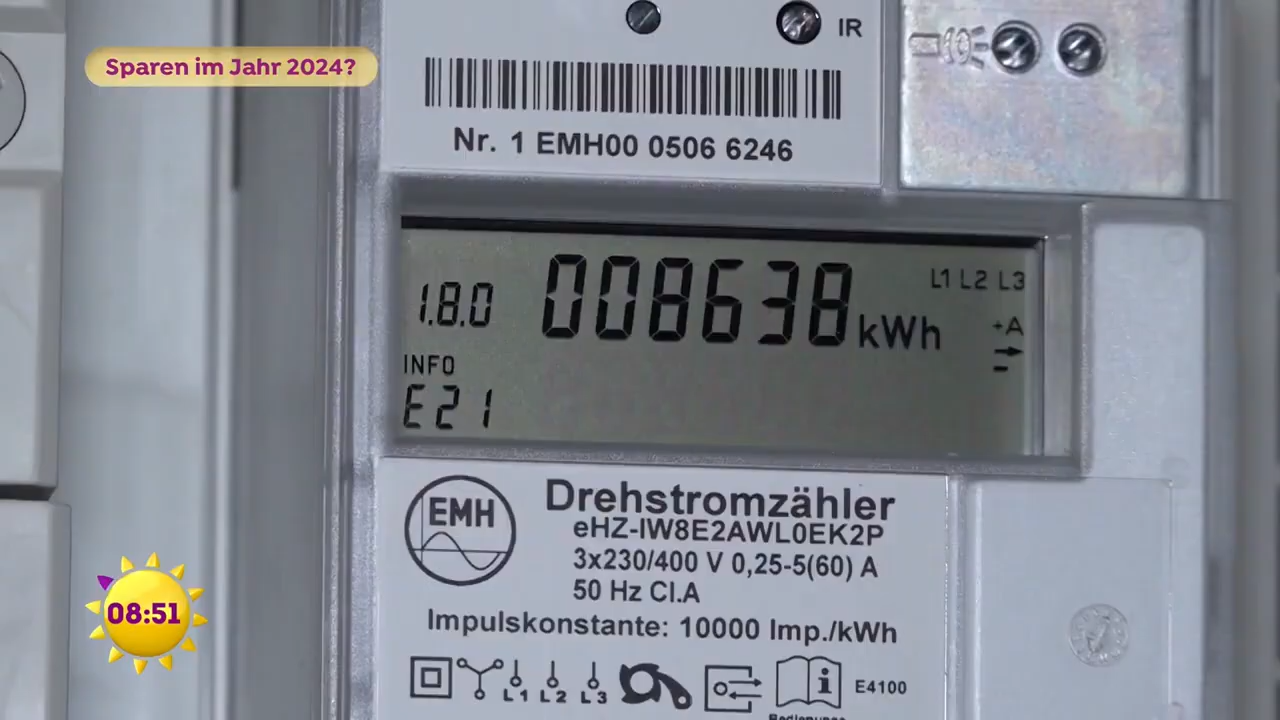 Sparen im Jahr 2024?
IR
Nr. 1 EMH00 0506 6246
1.8.0 008638 kWh
L1 L2 L3
+A
INFO
E21
EMH
Drehstromzähler
eHZ-IW8E2AWL0EK2P
3x230/400 V 0,25-5(60) A
50 Hz Cl.A
Impulskonstante: 10000 Imp./kWh
L1 L2 L3
i
E4100
08:51